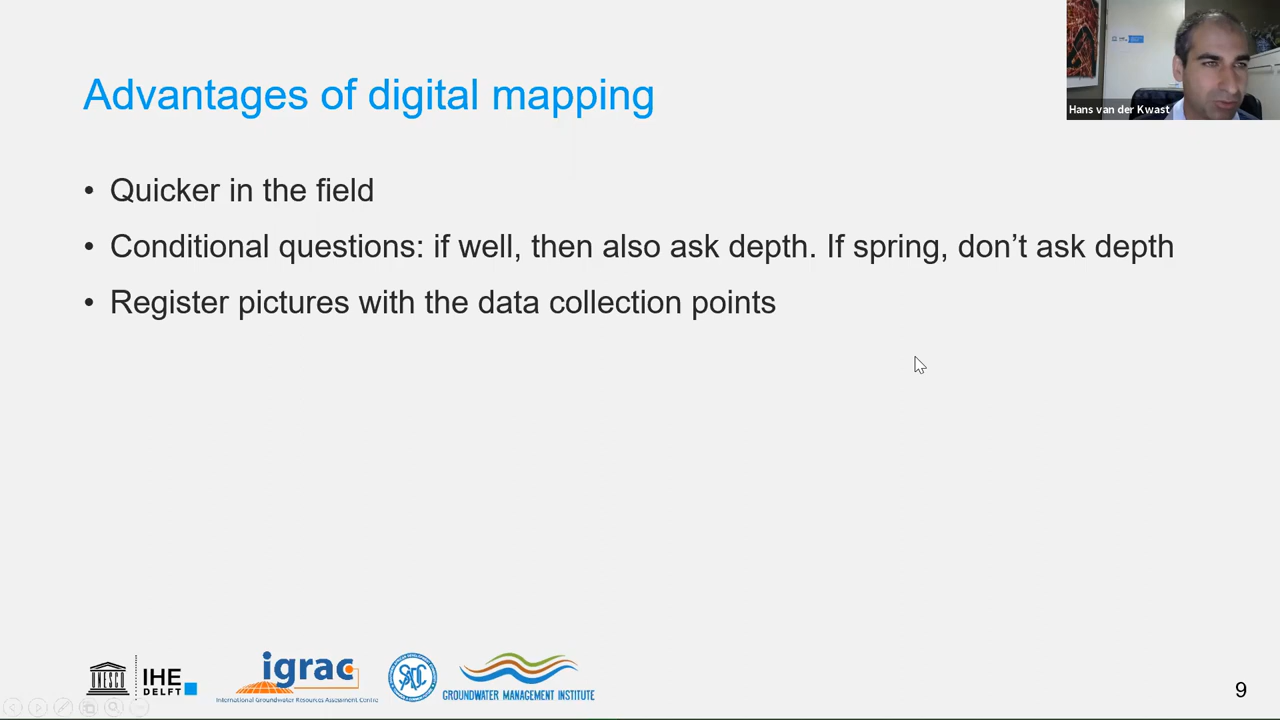 Advantages of digital mapping
Hans van der Kwast
• Quicker in the field
• Conditional questions: if well, then also ask depth. If spring, don’t ask depth
• Register pictures with the data collection points
UNESCO
IHE
DELFT
igrac
International Groundwater Resources Assessment Centre
GROUNDWATER MANAGEMENT INSTITUTE
9